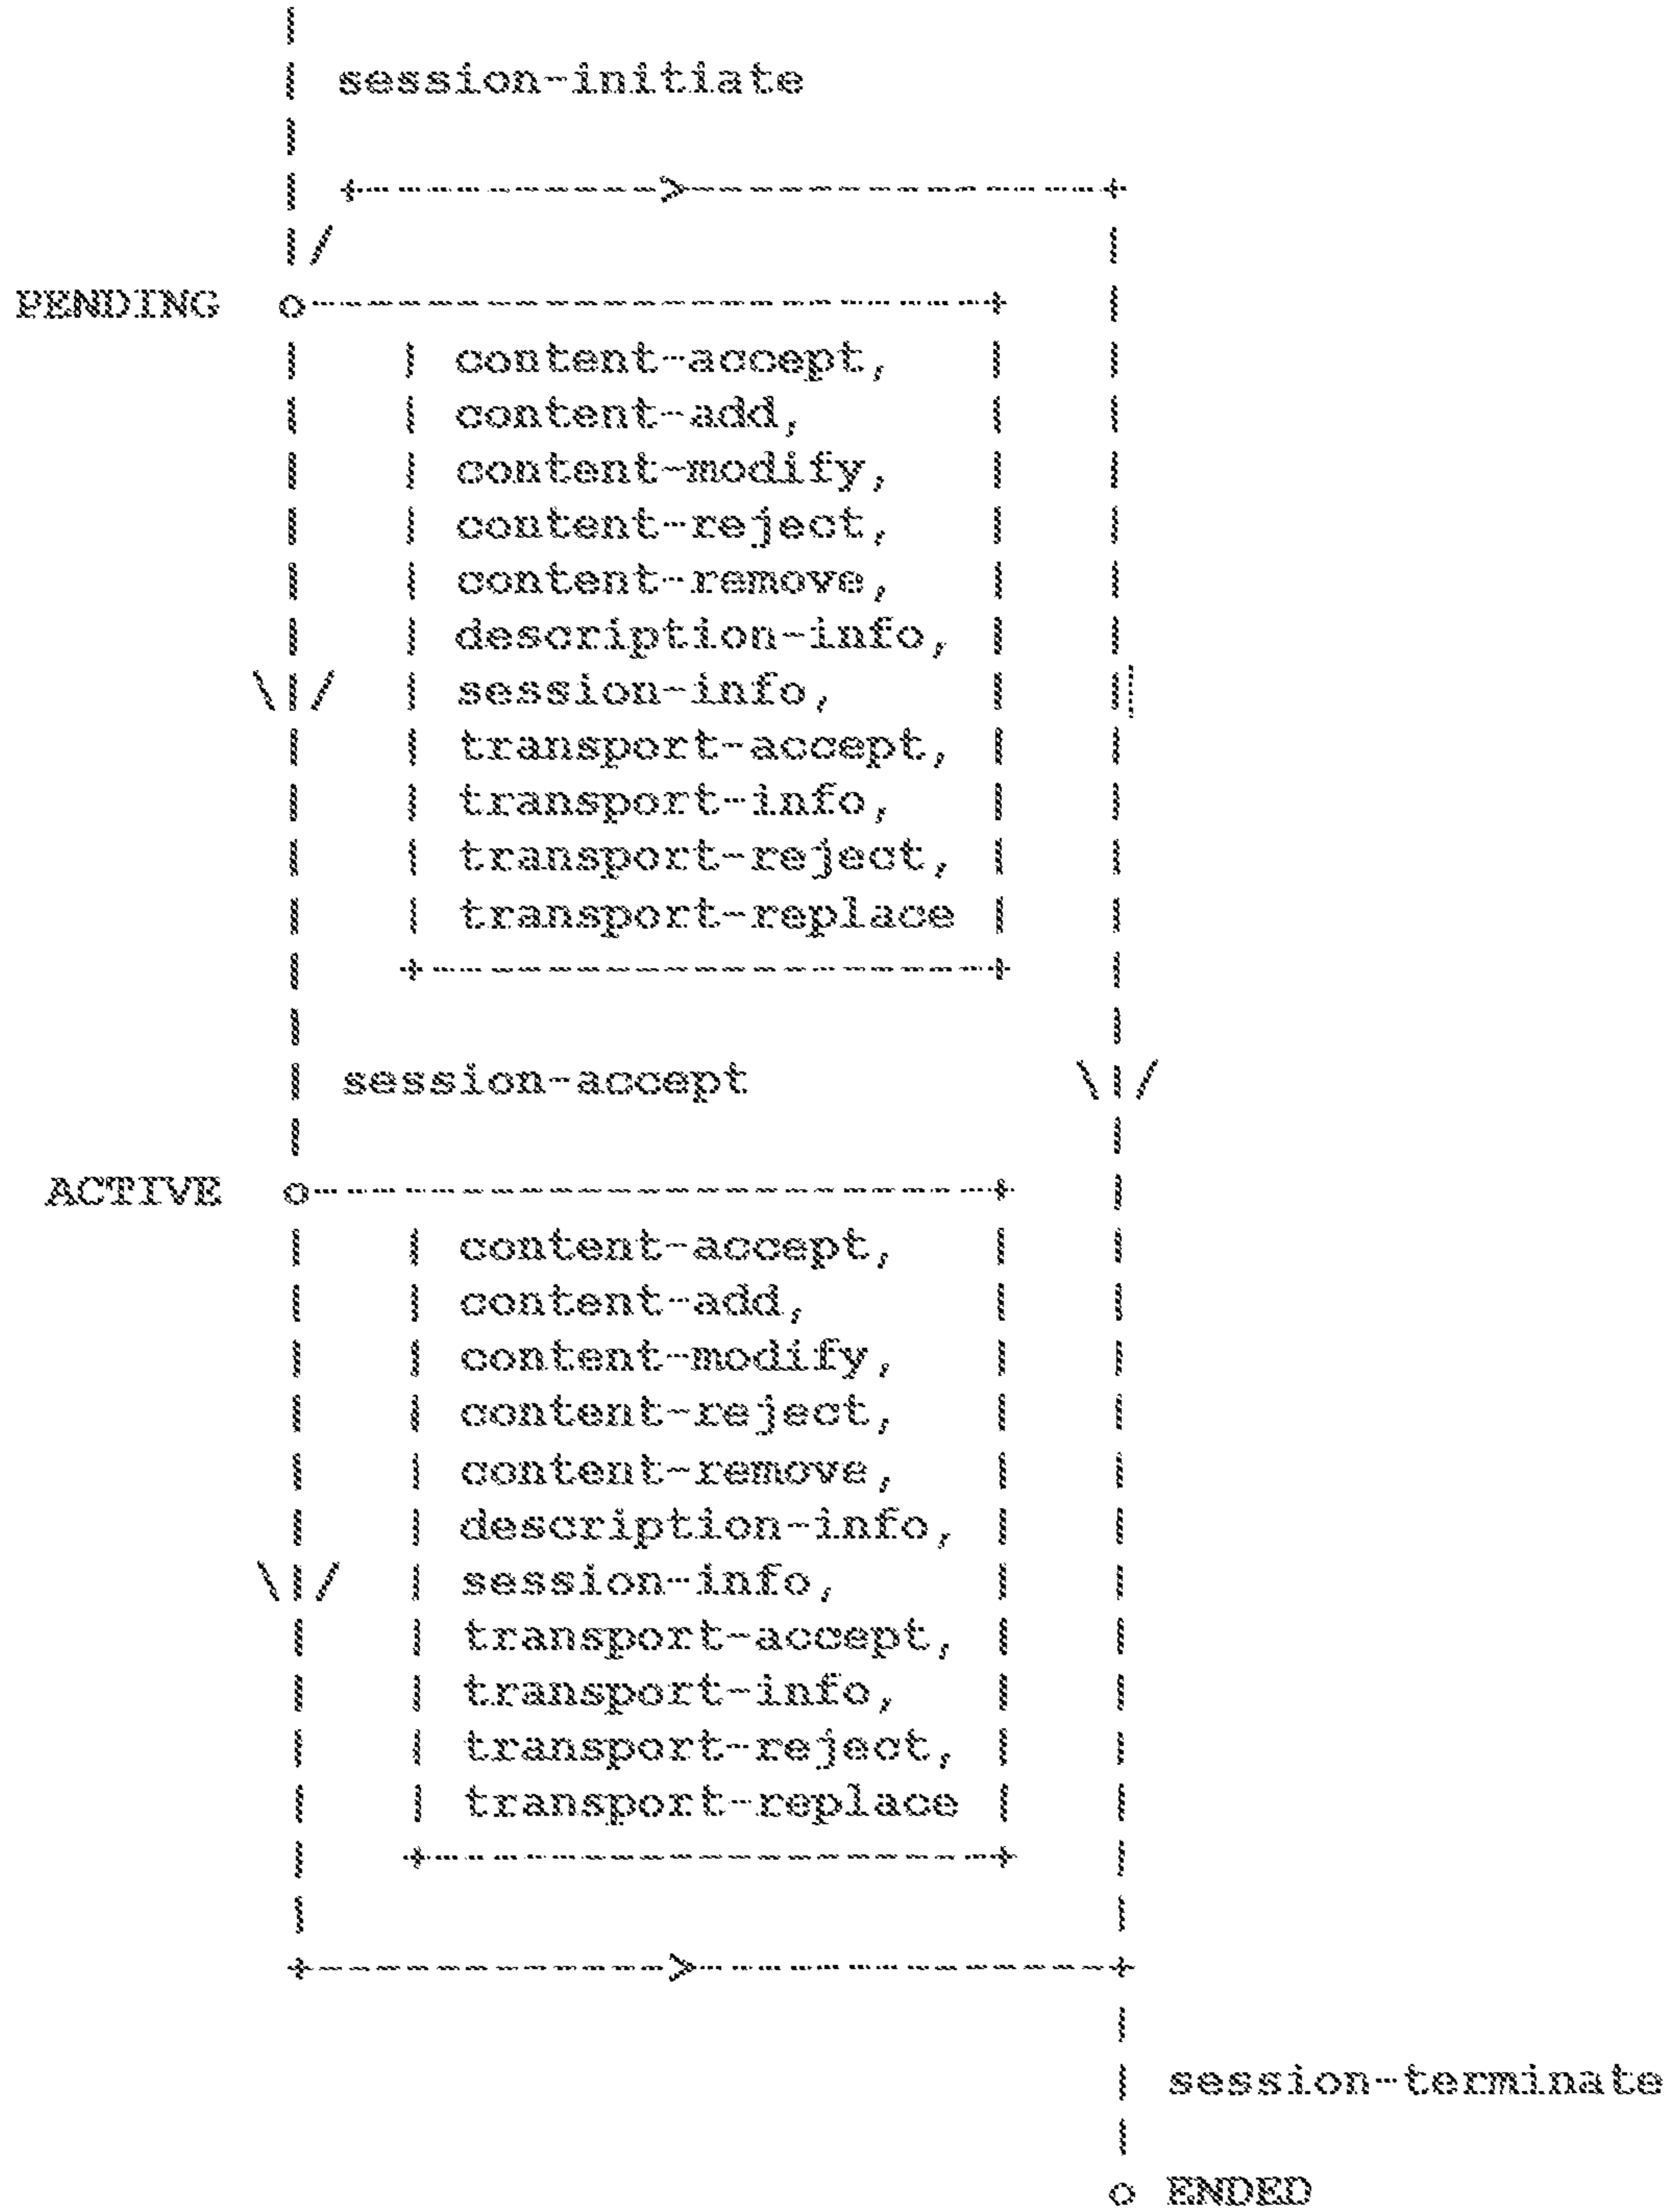 session-initiate
PENDING
content-accept,
content-add,
content-modify,
content-reject,
content-remove,
description-info,
session-info,
transport-accept,
transport-info,
transport-reject,
transport-replace
session-accept
ACTIVE
content-accept,
content-add,
content-modify,
content-reject,
content-remove,
description-info,
session-info,
transport-accept,
transport-info,
transport-reject,
transport-replace
session-terminate
o ENDED